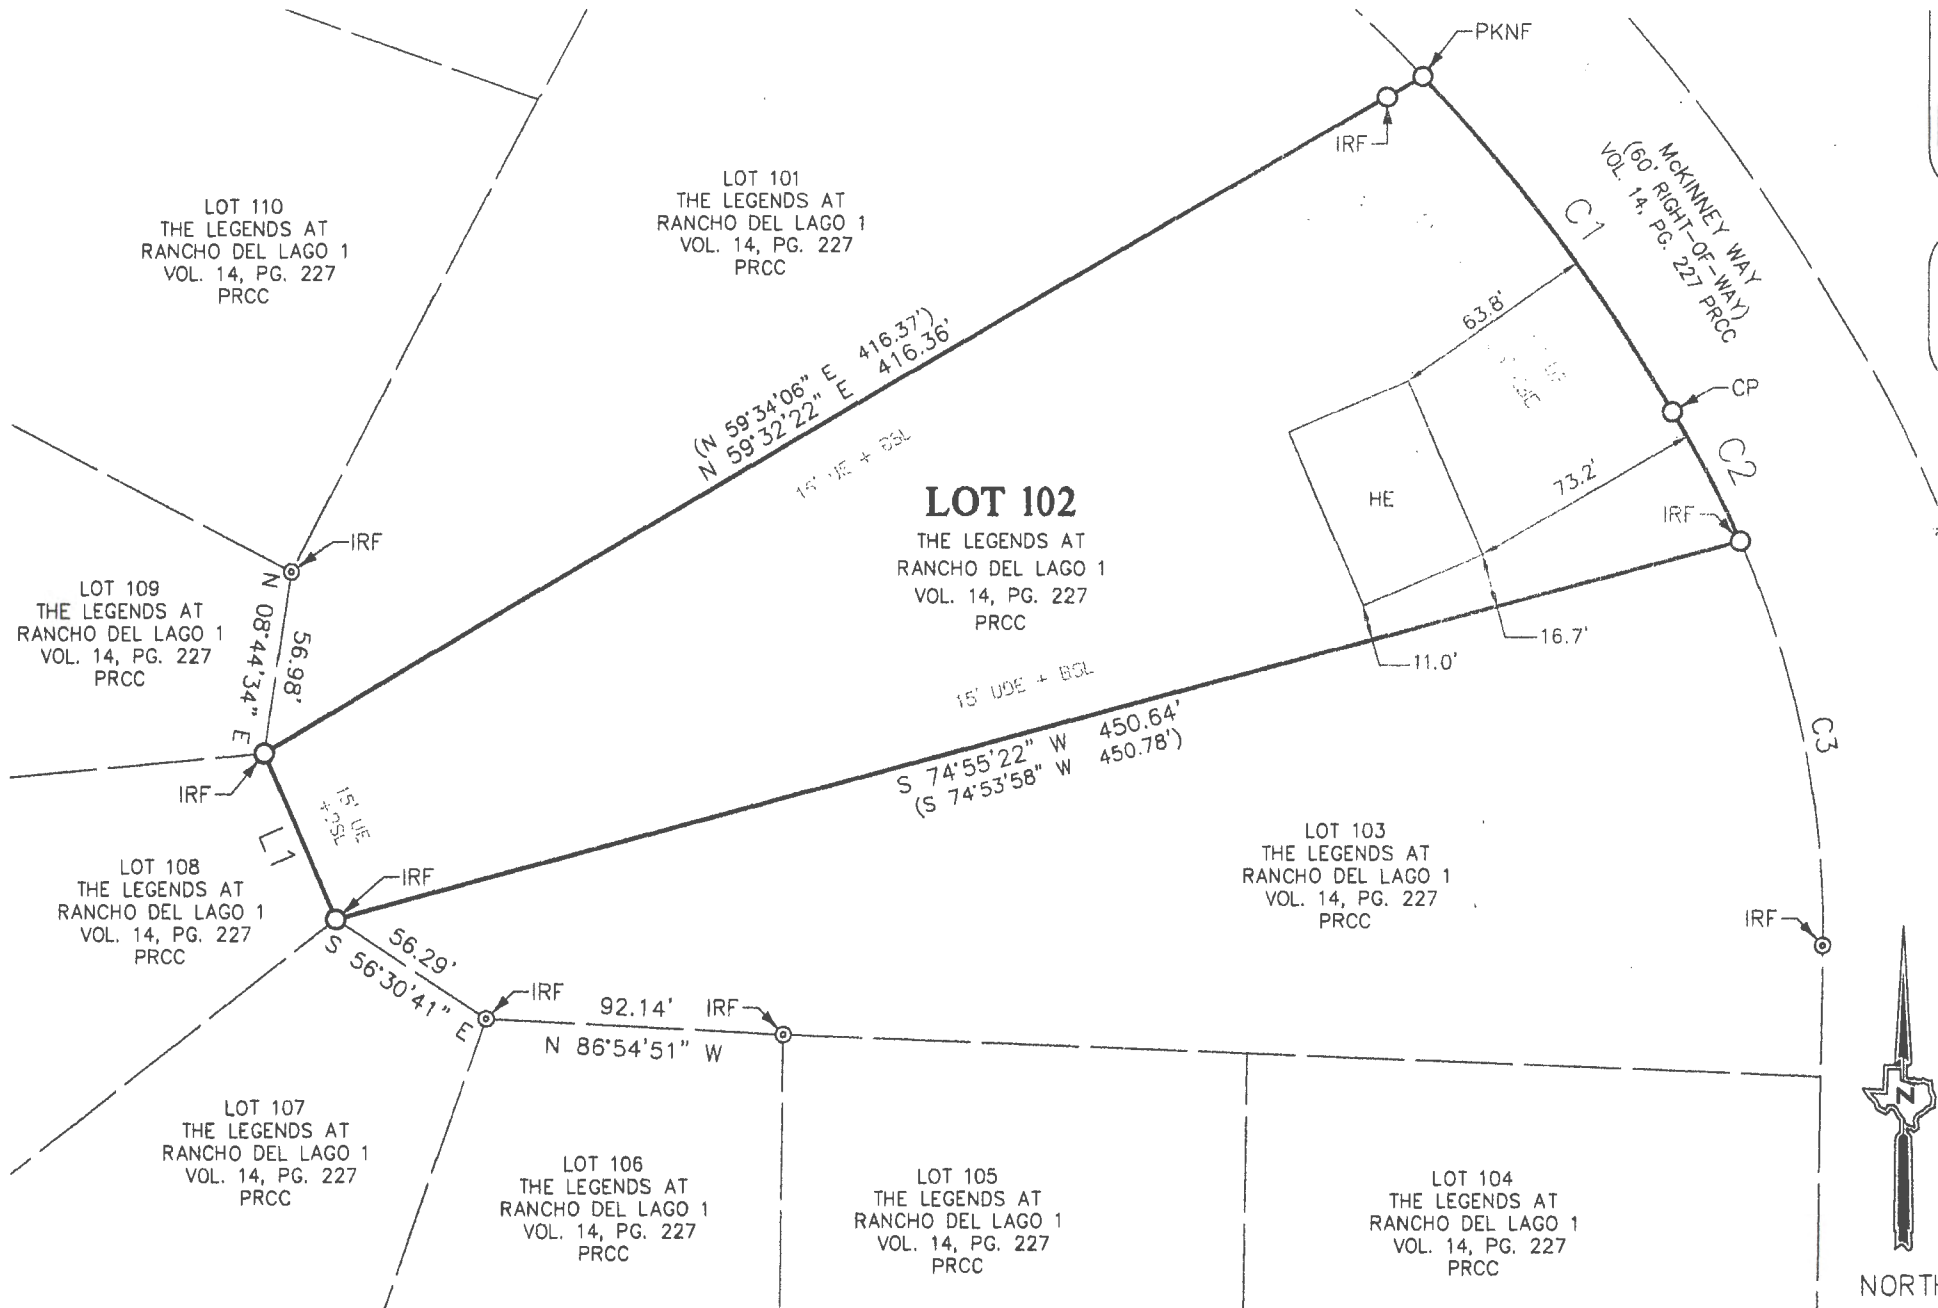 PKNF
IRF
McKINNEY WAY
(60' RIGHT-OF-WAY)
VOL. 14, PG. 227 PRCC
C1
LOT 110
THE LEGENDS AT
RANCHO DEL LAGO 1
VOL. 14, PG. 227
PRCC
LOT 101
THE LEGENDS AT
RANCHO DEL LAGO 1
VOL. 14, PG. 227
PRCC
63.8'
(N 59°34'06" E 416.37')
N 59°32'22" E 416.36'
15' UE + BSL
CP
C2
73.2'
HE
IRF
LOT 102
THE LEGENDS AT
RANCHO DEL LAGO 1
VOL. 14, PG. 227
PRCC
IRF
N 08°44'34" E
56.98'
LOT 109
THE LEGENDS AT
RANCHO DEL LAGO 1
VOL. 14, PG. 227
PRCC
16.7'
11.0'
15' UDE + BSL
S 74°55'22" W 450.64'
(S 74°53'58" W 450.78')
C3
IRF
L1
15' UE
+ BSL
LOT 108
THE LEGENDS AT
RANCHO DEL LAGO 1
VOL. 14, PG. 227
PRCC
IRF
LOT 103
THE LEGENDS AT
RANCHO DEL LAGO 1
VOL. 14, PG. 227
PRCC
IRF
56.29'
S 56°30'41" E
IRF
92.14'
N 86°54'51" W
IRF
LOT 107
THE LEGENDS AT
RANCHO DEL LAGO 1
VOL. 14, PG. 227
PRCC
LOT 106
THE LEGENDS AT
RANCHO DEL LAGO 1
VOL. 14, PG. 227
PRCC
LOT 105
THE LEGENDS AT
RANCHO DEL LAGO 1
VOL. 14, PG. 227
PRCC
LOT 104
THE LEGENDS AT
RANCHO DEL LAGO 1
VOL. 14, PG. 227
PRCC
N
NORTH